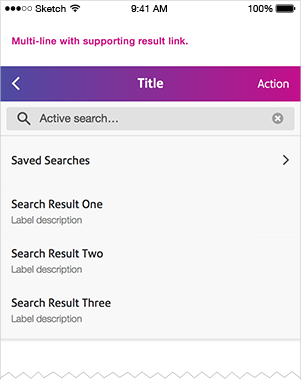 Sketch 9:41 AM 100%
Multi-line with supporting result link.
Title Action
Active search...
Saved Searches
Search Result One
Label description
Search Result Two
Label description
Search Result Three
Label description